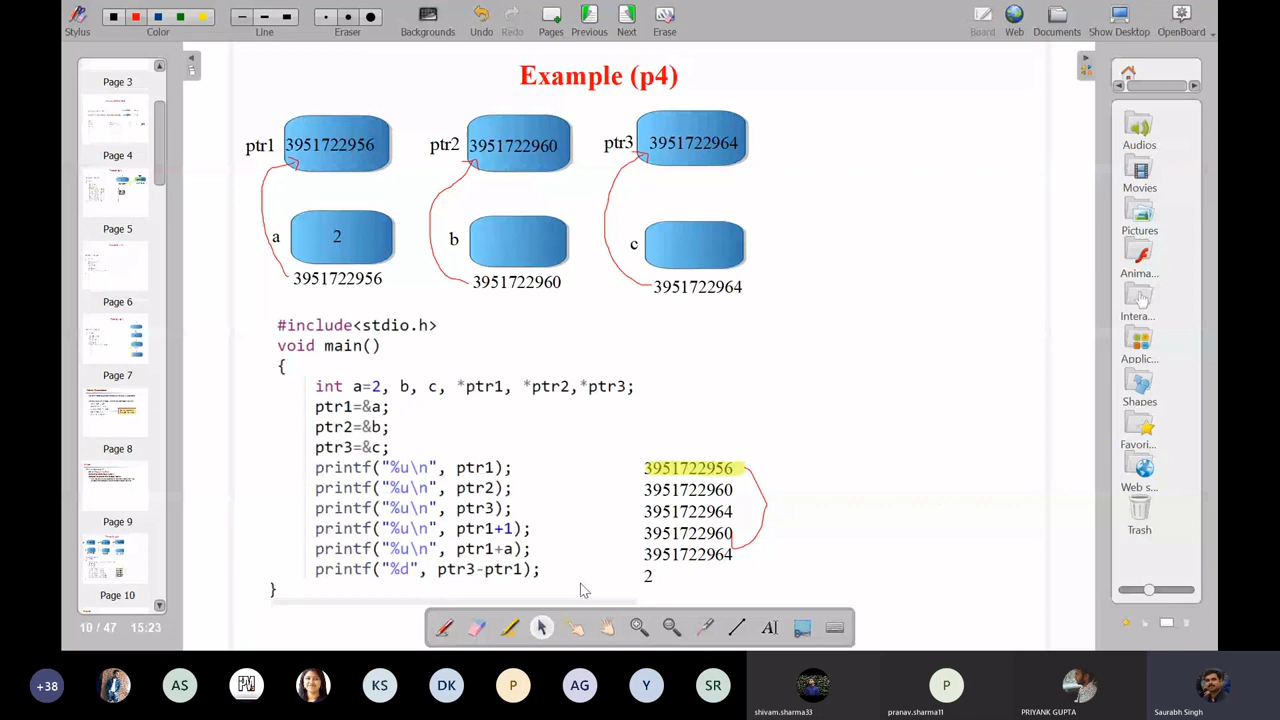 Stylus
Color
Line
Eraser
Backgrounds
Undo
Redo
Pages
Previous
Next
Erase
Board
Web
Documents
Show Desktop
OpenBoard
Page 3
Page 4
Page 5
Page 6
Page 7
Page 8
Page 9
Page 10
10 / 47
15:23
Example (p4)
ptr1 3951722956
ptr2 3951722960
ptr3 3951722964
a 2
b
c
3951722956
3951722960
3951722964
#include<stdio.h>
void main()
{
int a=2, b, c, *ptr1, *ptr2,*ptr3;
ptr1=&a;
ptr2=&b;
ptr3=&c;
printf("%u\n", ptr1);
printf("%u\n", ptr2);
printf("%u\n", ptr3);
printf("%u\n", ptr1+1);
printf("%u\n", ptr1+a);
printf("%d", ptr3-ptr1);
}
3951722956
3951722960
3951722964
3951722960
3951722964
2
Audios
Movies
Pictures
Anima...
Intera...
Applic...
Shapes
Favori...
Web s...
Trash
AI
+38
AS
KS
DK
P
AG
Y
SR
P
shivam.sharma33
pranav.sharma11
PRIYANK GUPTA
Saurabh Singh